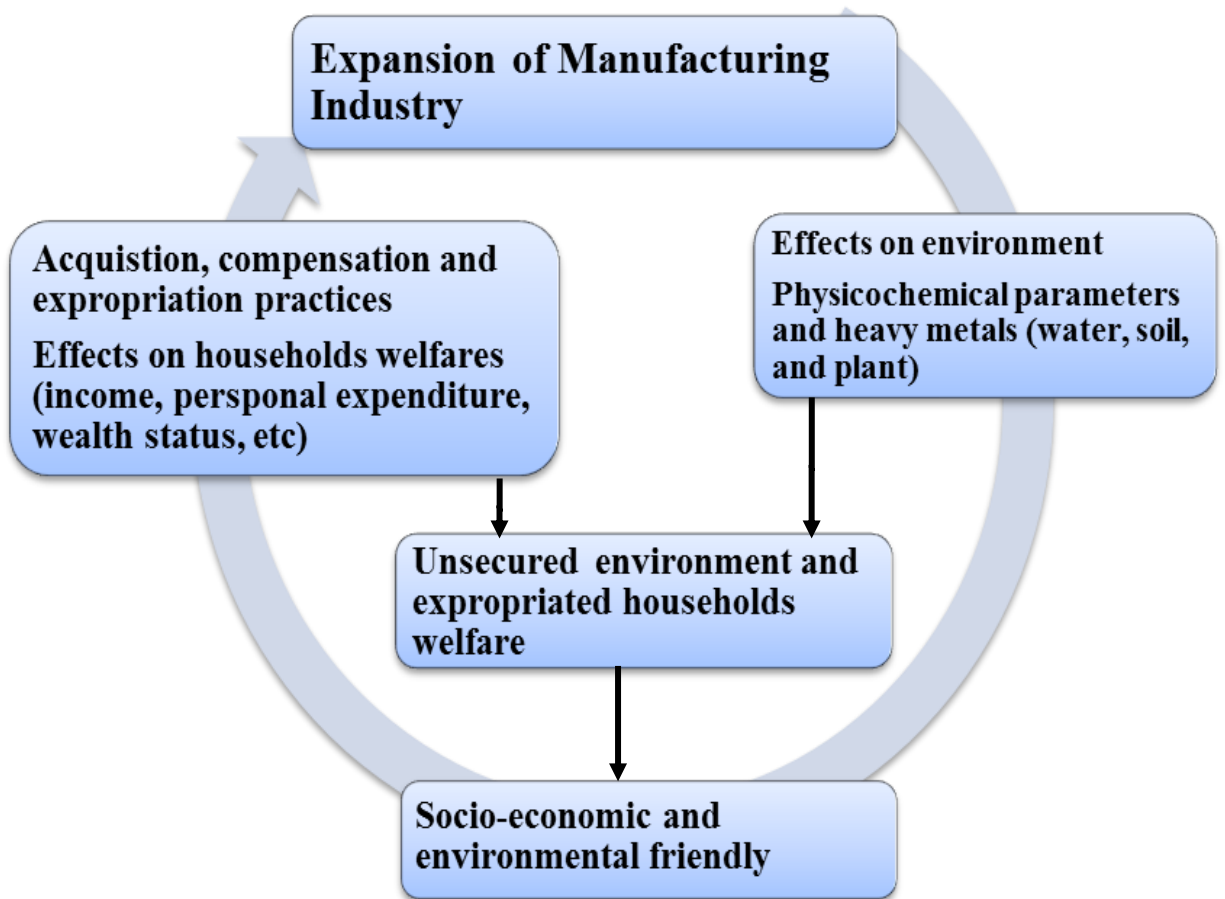 Expansion of Manufacturing
Industry
Acquistion, compensation and
expropriation practices
Effects on households welfares
(income, persponal expenditure,
wealth status, etc)
Effects on environment
Physicochemical parameters
and heavy metals (water, soil,
and plant)
Unsecured environment and
expropriated households
welfare
Socio-economic and
environmental friendly